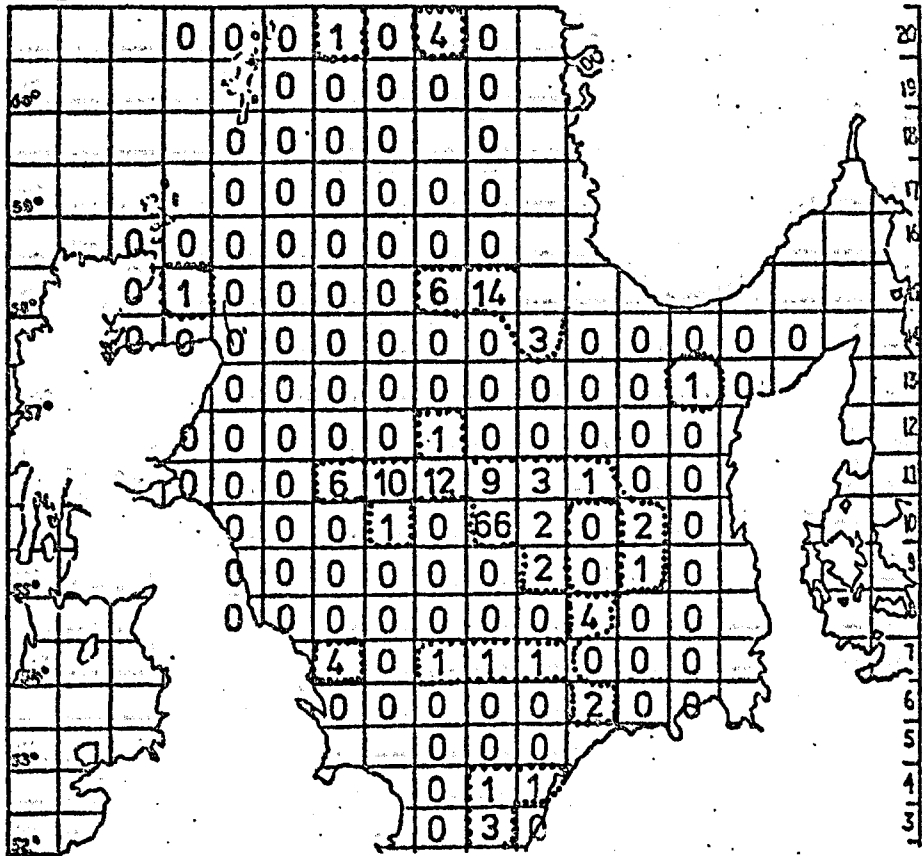 0 0 0 1 0 4 0 20
60° 0 0 0 0 0 19
0 0 0 0 0 18
59° 0 0 0 0 0 0 17
0 0 0 0 0 0 0 0 16
58° 0 1 0 0 0 0 6 14
0 0 0 0 0 0 0 0 3 0 0 0 0 0
57° 0 0 0 0 0 0 0 0 0 1 0 13
0 0 0 0 0 1 0 0 0 0 0 12
0 0 0 6 10 12 9 3 1 0 0 11
0 0 0 1 0 66 2 0 2 0
0 0 0 0 0 0 2 0 1 0
0 0 0 0 0 0 0 4 0 0
4 0 1 1 1 0 0 0 7
0 0 0 0 0 2 0 0 6
53° 0 0 0 5
0 1 1 4
52° 0 3 0 3